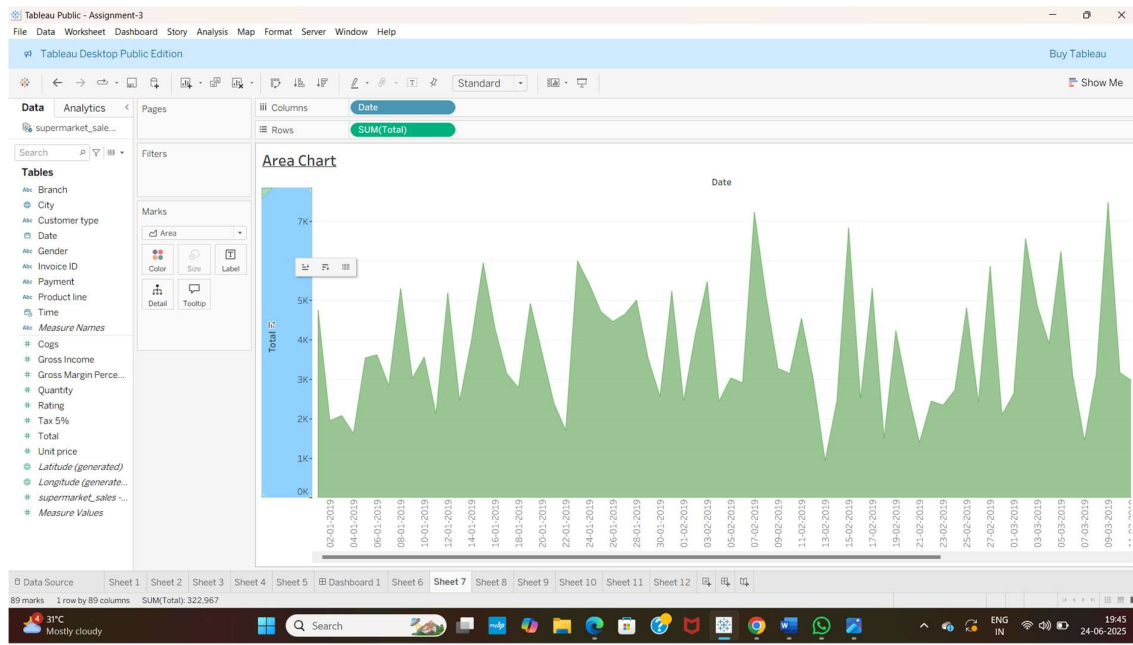 Tableau Public - Assignment-3
File Data Worksheet Dashboard Story Analysis Map Format Server Window Help
Tableau Desktop Public Edition
Buy Tableau
Standard
Show Me
Data Analytics
Pages
iii Columns
Date
supermarket_sale...
Rows
SUM(Total)
Search
Filters
Area Chart
Tables
Date
Abc Branch
City
Abc Customer type
Marks
Date
Area
Abc Gender
Abc Invoice ID
Color Size Label
Abc Payment
Abc Product line
Detail Tooltip
Time
Abc Measure Names
# Cogs
# Gross Income
# Gross Margin Perce...
# Quantity
# Rating
# Tax 5%
# Total
# Unit price
Latitude (generated)
Longitude (generate...
# supermarket_sales -...
# Measure Values
Total
7K
5K
4K
3K
2K
1K
0K
02-01-2019
04-01-2019
06-01-2019
08-01-2019
10-01-2019
12-01-2019
14-01-2019
16-01-2019
18-01-2019
20-01-2019
22-01-2019
24-01-2019
26-01-2019
28-01-2019
30-01-2019
01-02-2019
03-02-2019
05-02-2019
07-02-2019
09-02-2019
11-02-2019
13-02-2019
15-02-2019
17-02-2019
19-02-2019
21-02-2019
23-02-2019
25-02-2019
27-02-2019
01-03-2019
03-03-2019
05-03-2019
07-03-2019
09-03-2019
Data Source Sheet 1 Sheet 2 Sheet 3 Sheet 4 Sheet 5 Dashboard 1 Sheet 6 Sheet 7 Sheet 8 Sheet 9 Sheet 10 Sheet 11 Sheet 12
89 marks 1 row by 89 columns SUM(Total): 322,967
4
31°C
Mostly cloudy
Search
ENG
IN
19:45
24-06-2025